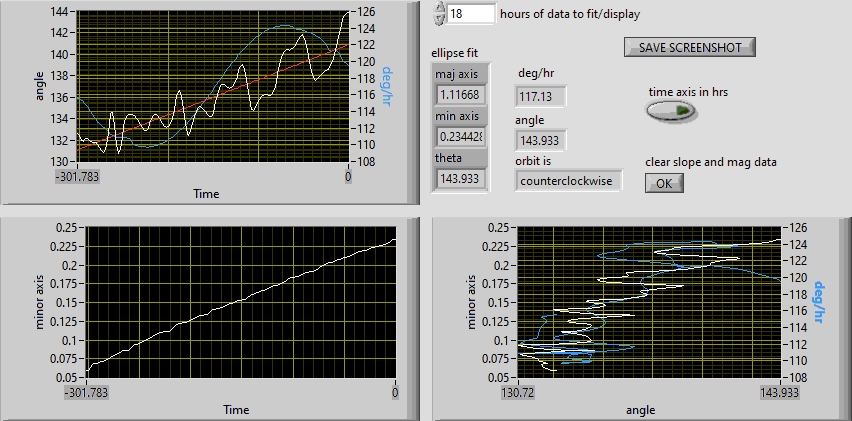 144
142
140
138
136
134
132
130
angle
126
124
122
120
118
116
114
112
110
108
deg/hr
-301.783
0
Time
18 hours of data to fit/display
SAVE SCREENSHOT
ellipse fit
maj axis
1.11668
min axis
0.234428
theta
143.933
deg/hr
117.13
angle
143.933
orbit is
counterclockwise
time axis in hrs
clear slope and mag data
OK
0.25
0.225
0.2
0.175
0.15
0.125
0.1
0.075
0.05
minor axis
-301.783
0
Time
0.25
0.225
0.2
0.175
0.15
0.125
0.1
0.075
0.05
minor axis
126
124
122
120
118
116
114
112
110
108
deg/hr
130.72
143.933
angle